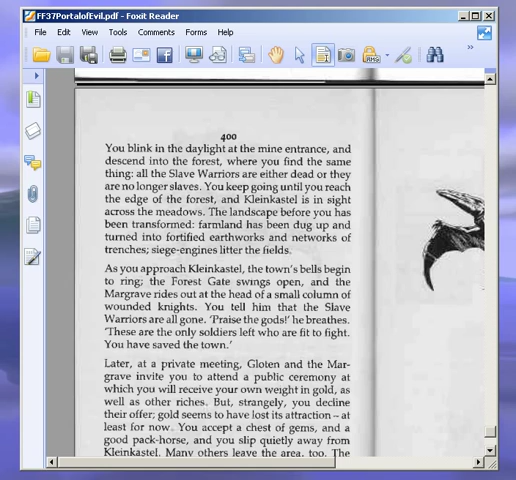 FF37PortalofEvil.pdf - Foxit Reader
File Edit View Tools Comments Forms Help
400
You blink in the daylight at the mine entrance, and
descend into the forest, where you find the same
thing: all the Slave Warriors are either dead or they
are no longer slaves. You keep going until you reach
the edge of the forest, and Kleinkastel is in sight
across the meadows. The landscape before you has
been transformed: farmland has been dug up and
turned into fortified earthworks and networks of
trenches; siege-engines litter the fields.
As you approach Kleinkastel, the town's bells begin
to ring; the Forest Gate swings open, and the
Margrave rides out at the head of a small column of
wounded knights. You tell him that the Slave
Warriors are all gone. 'Praise the gods!' he breathes.
'These are the only soldiers left who are fit to fight.
You have saved the town.'
Later, at a private meeting, Gloten and the Mar-
grave invite you to attend a public ceremony at
which you will receive your own weight in gold, as
well as other riches. But, strangely, you decline
their offer; gold seems to have lost its attraction – at
least for now. You accept a chest of gems, and a
good pack-horse, and you slip quietly away from
Kleinkastel. Many others leave the area, too. The